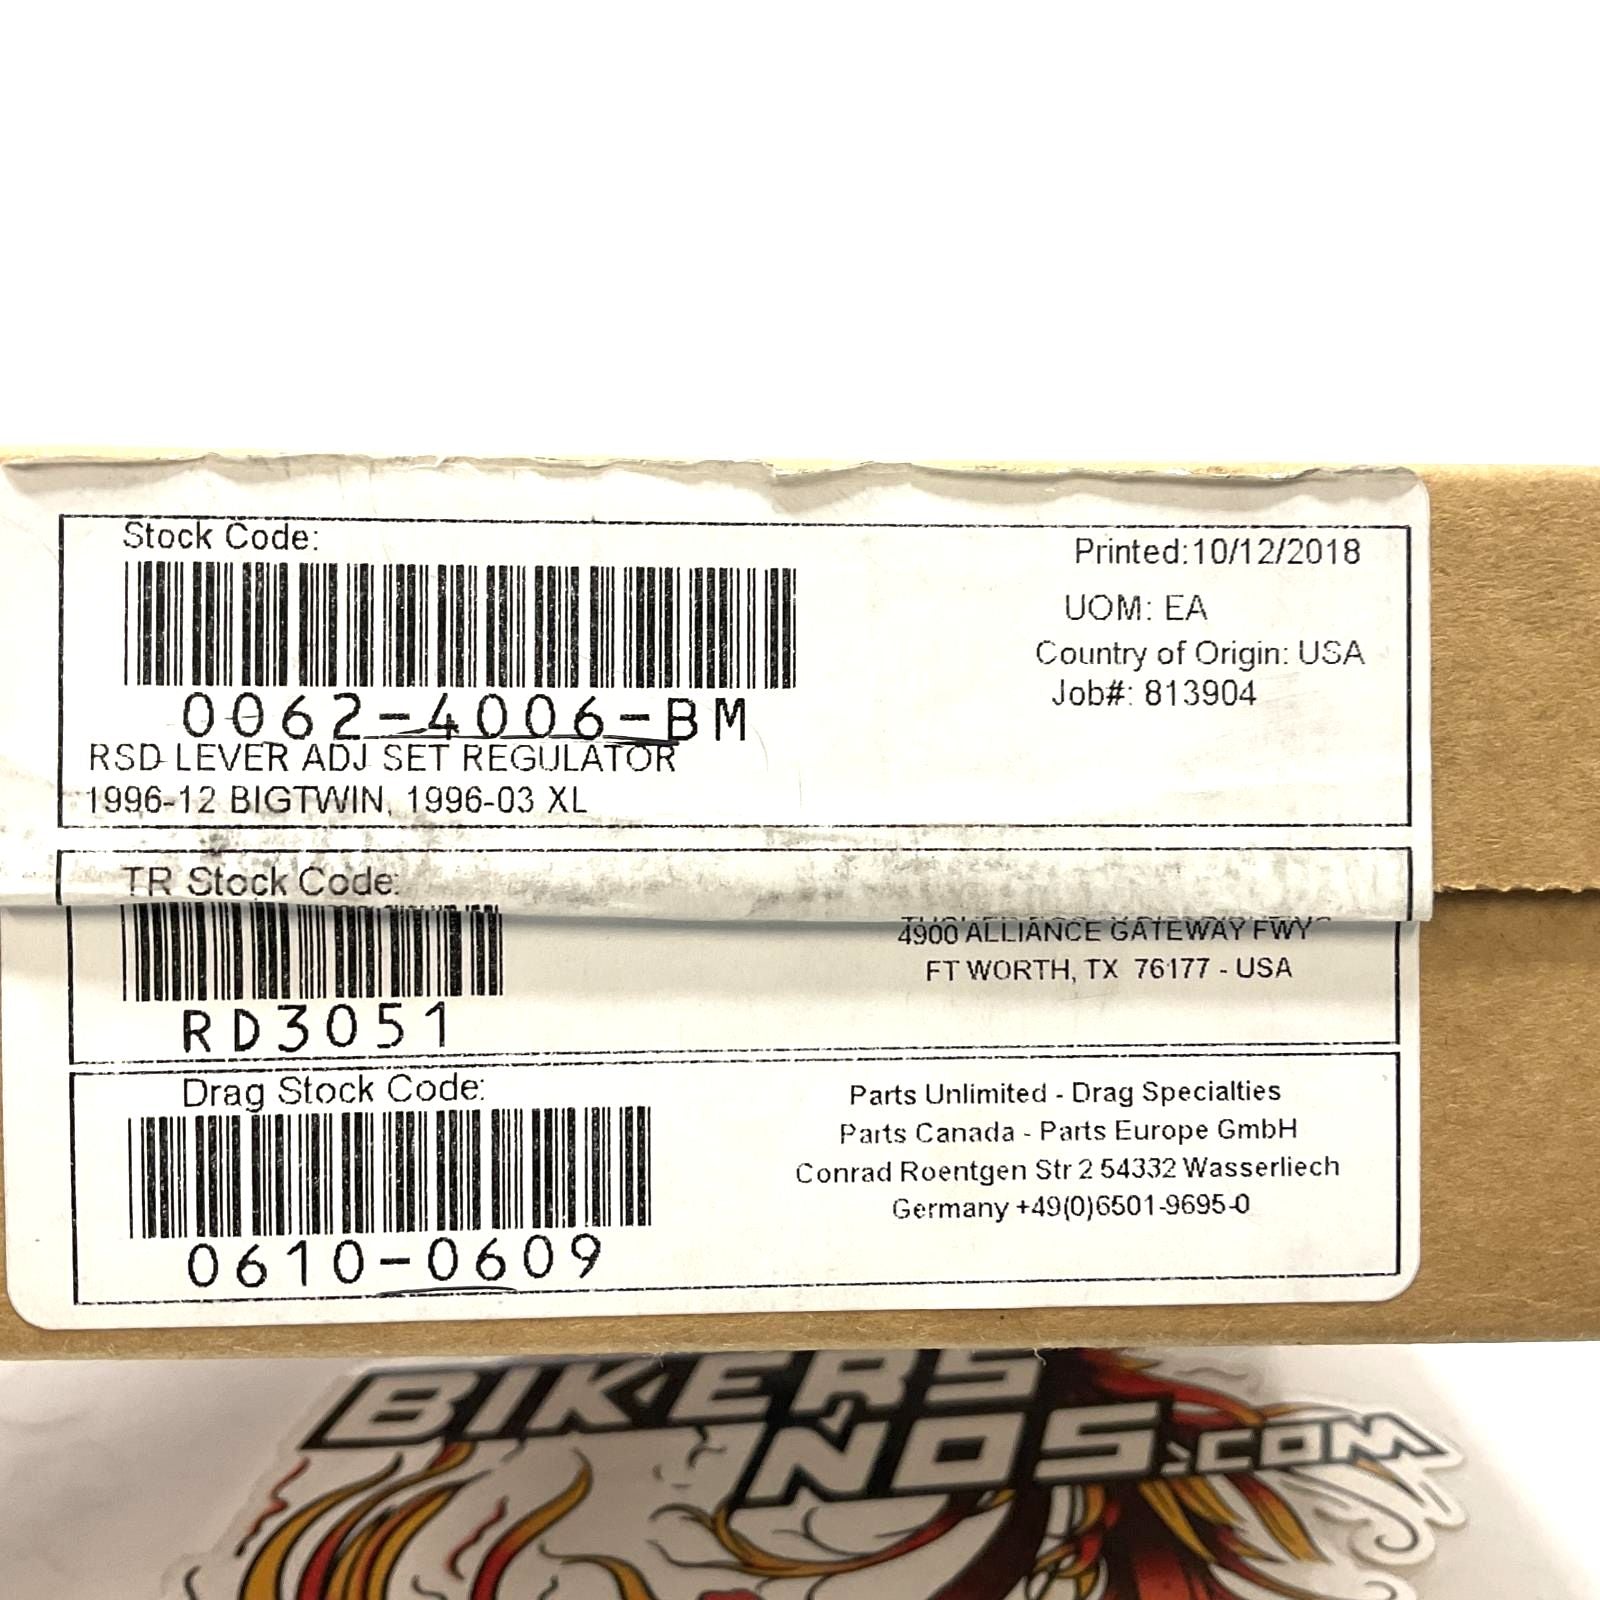 Stock Code:
Printed:10/12/2018
UOM: EA
Country of Origin: USA
Job#: 813904
0062-4006-BM
RSD LEVER ADJ SET REGULATOR
1996-12 BIGTWIN, 1996-03 XL
TR Stock Code:
4900 ALLIANCE GATEWAY FWY
FT WORTH, TX 76177 - USA
RD3051
Drag Stock Code:
Parts Unlimited - Drag Specialties
Parts Canada - Parts Europe GmbH
Conrad Roentgen Str 2 54332 Wasserliech
Germany +49(0)6501-9695-0
0610-0609
BIKERS
NOS.COM